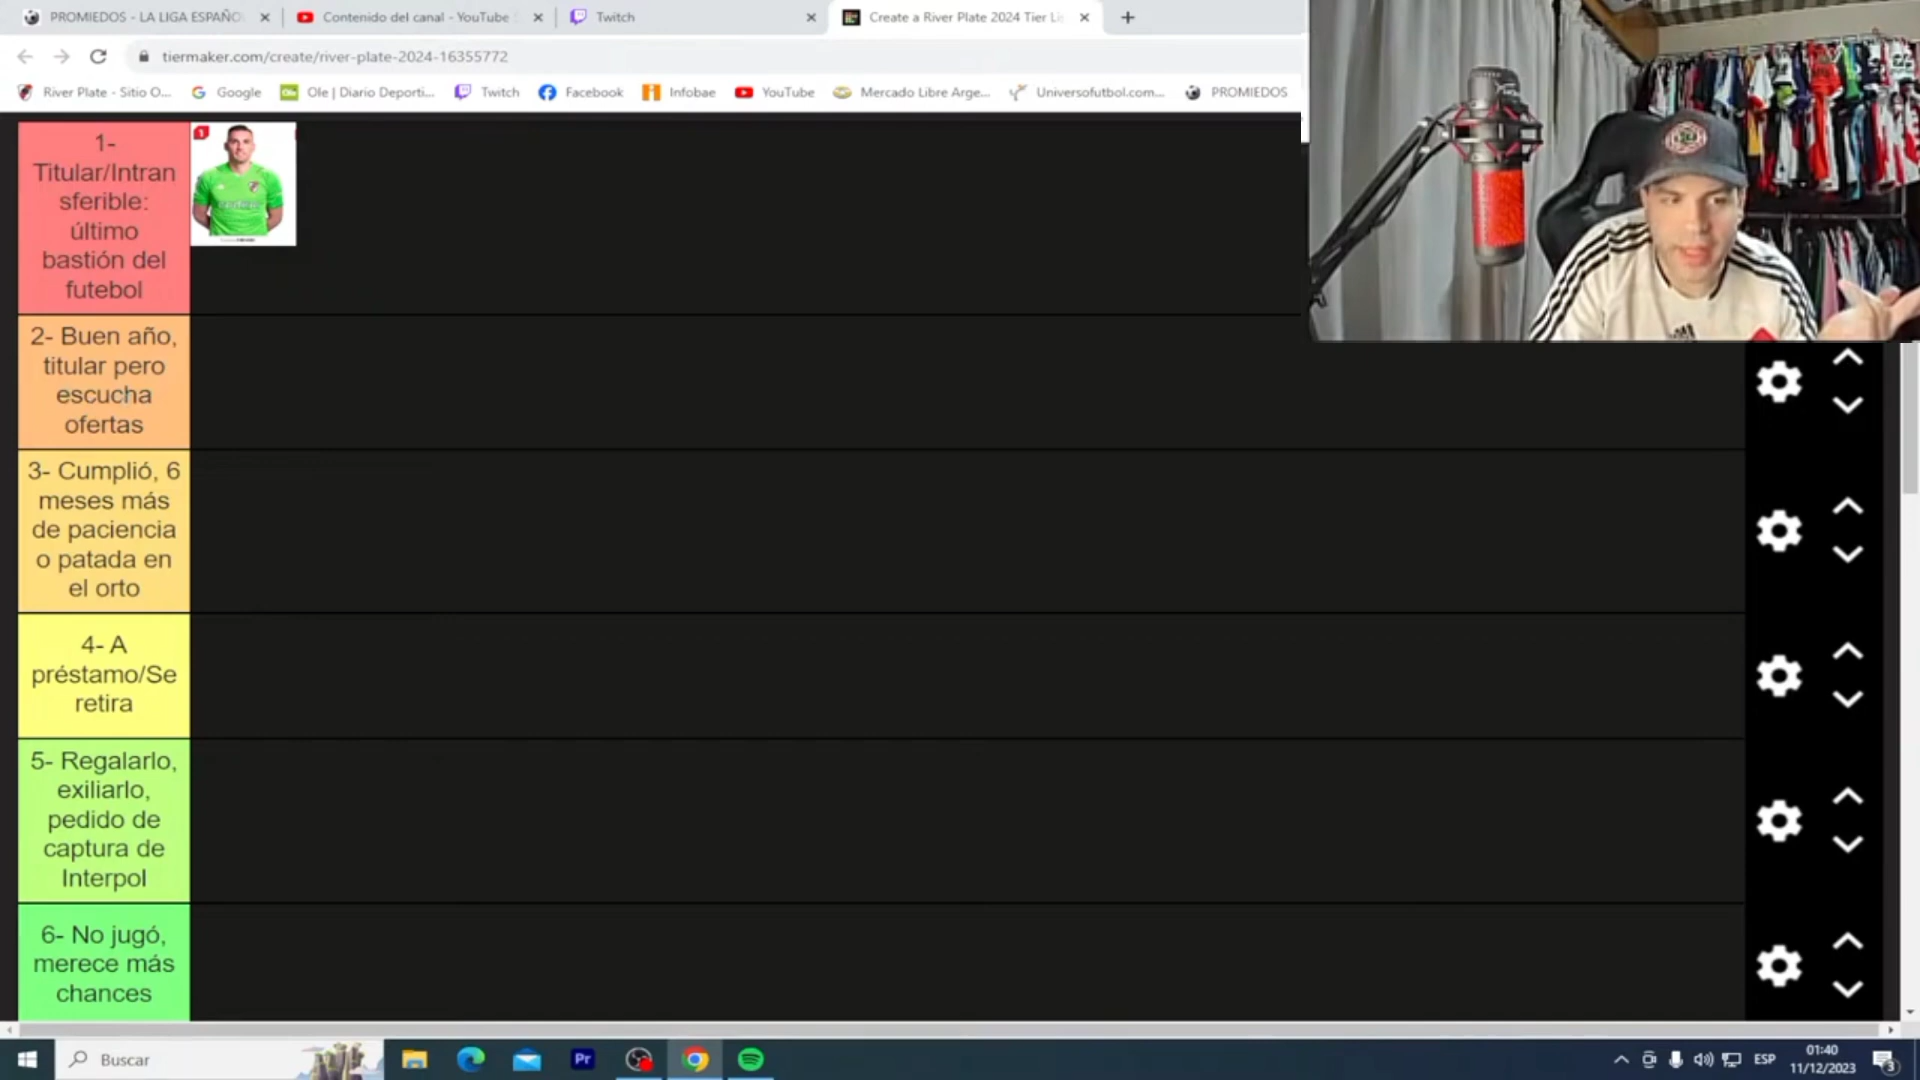 PROMIEDOS - LA LIGA ESPAÑO
Contenido del canal - YouTube
Twitch
Create a River Plate 2024 Tier Lis
tiermaker.com/create/river-plate-2024-16355772
River Plate - Sitio O...
Google
Ole | Diario Deporti...
Twitch
Facebook
Infobae
YouTube
Mercado Libre Arge...
Universofutbol.com...
PROMIEDOS
1-
Titular/Intran
sferible:
último
bastión del
futebol
1
2- Buen año,
titular pero
escucha
ofertas
3- Cumplió, 6
meses más
de paciencia
o patada en
el orto
4- A
préstamo/Se
retira
5- Regalarlo,
exiliarlo,
pedido de
captura de
Interpol
6- No jugó,
merece más
chances
Buscar
Pr
ESP
01:40
11/12/2023
3